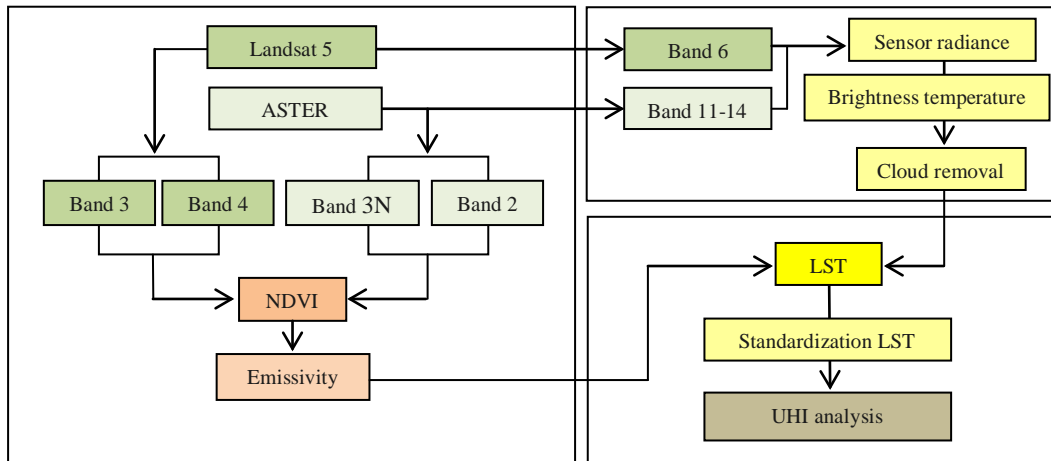 Landsat 5
Band 6
Sensor radiance
ASTER
Band 11-14
Brightness temperature
Cloud removal
Band 3
Band 4
Band 3N
Band 2
LST
NDVI
Standardization LST
Emissivity
UHI analysis